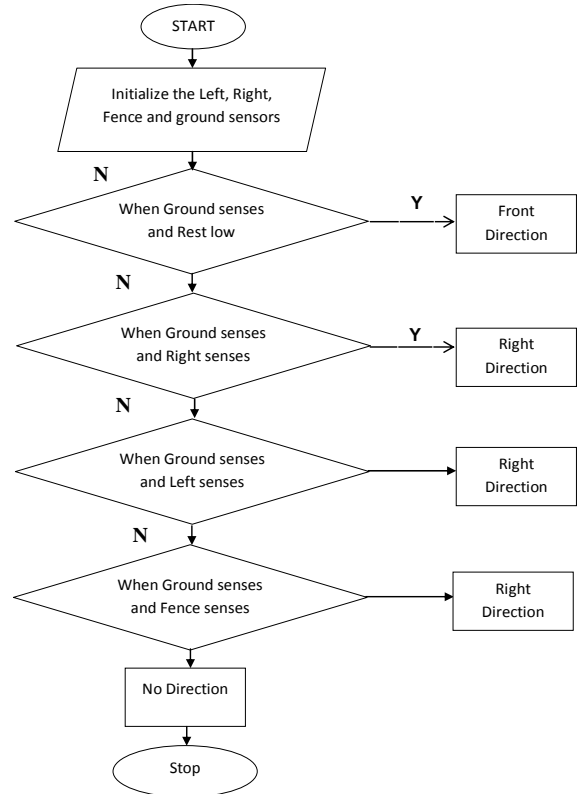 START
Initialize the Left, Right,
Fence and ground sensors
N
When Ground senses
and Rest low
Y
Front
Direction
N
When Ground senses
and Right senses
Y
Right
Direction
N
When Ground senses
and Left senses
Right
Direction
N
When Ground senses
and Fence senses
Right
Direction
No Direction
Stop